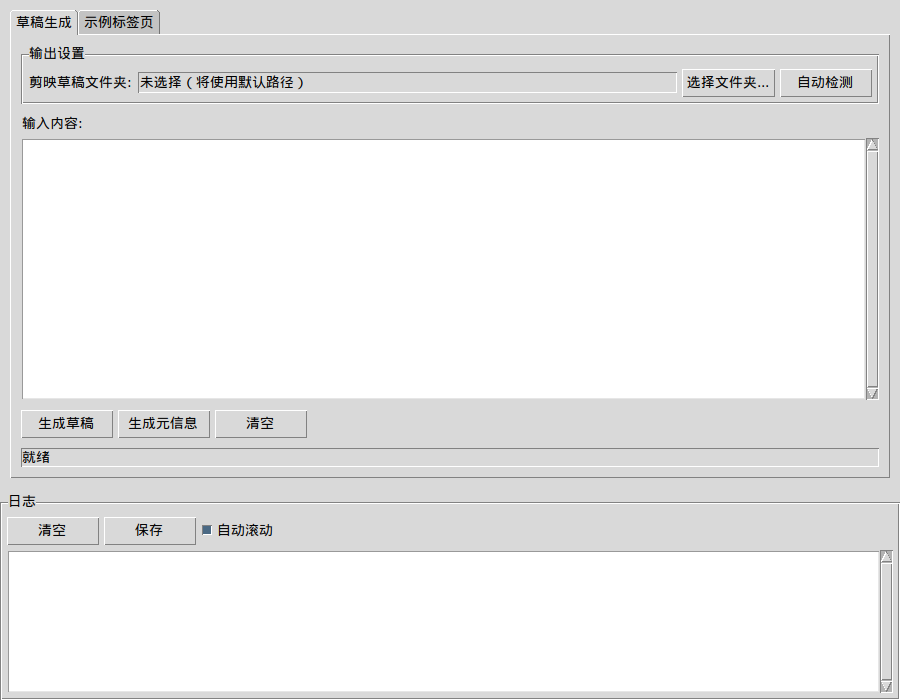 草稿生成 示例标签页
输出设置
剪映草稿文件夹: 未选择（将使用默认路径） 选择文件夹... 自动检测
输入内容:
生成草稿 生成元信息 清空
就绪
日志
清空 保存 自动滚动